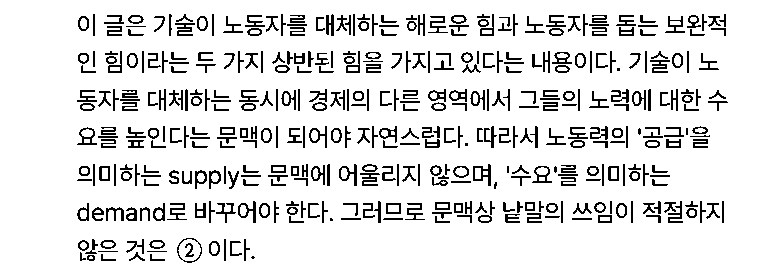 이 글은 기술이 노동자를 대체하는 해로운 힘과 노동자를 돕는 보완적
인 힘이라는 두 가지 상반된 힘을 가지고 있다는 내용이다. 기술이 노
동자를 대체하는 동시에 경제의 다른 영역에서 그들의 노력에 대한 수
요를 높인다는 문맥이 되어야 자연스럽다. 따라서 노동력의 '공급'을
의미하는 supply는 문맥에 어울리지 않으며, '수요'를 의미하는
demand로 바꾸어야 한다. 그러므로 문맥상 낱말의 쓰임이 적절하지
않은 것은 ②이다.